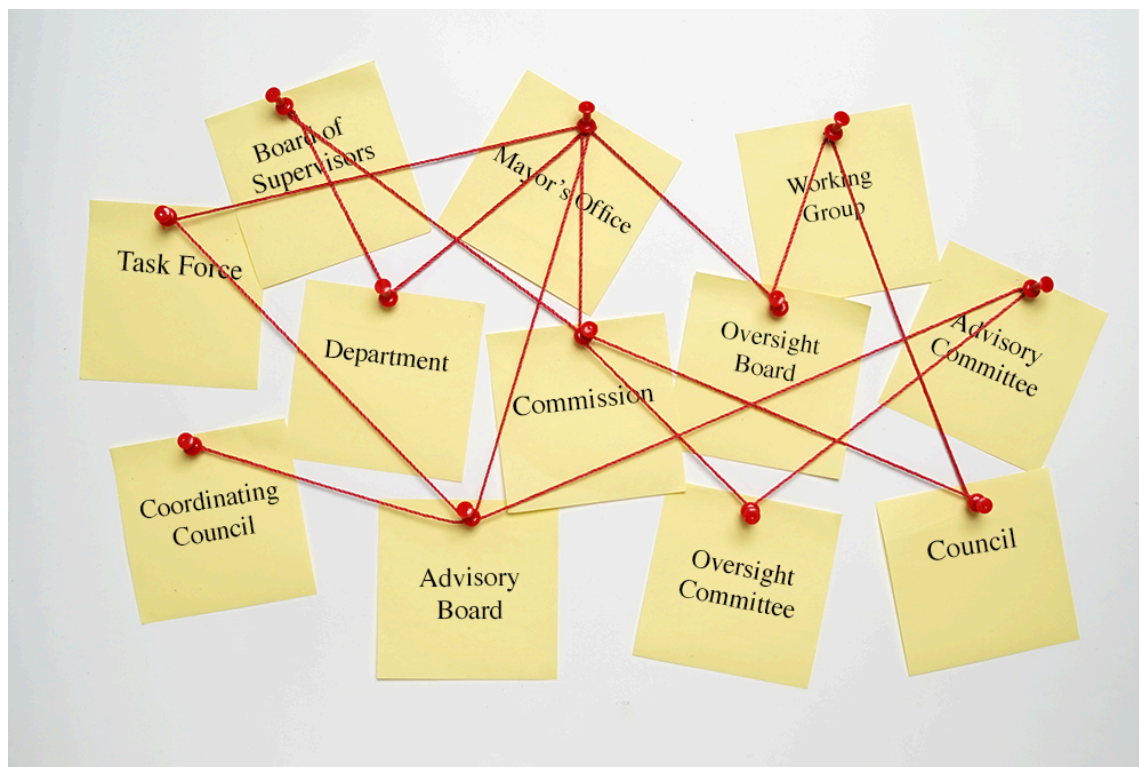 Board of
Supervisors
Mayor's Office
Working
Group
Task Force
Department
Commission
Oversight
Board
Advisory
Committee
Coordinating
Council
Advisory
Board
Oversight
Committee
Council